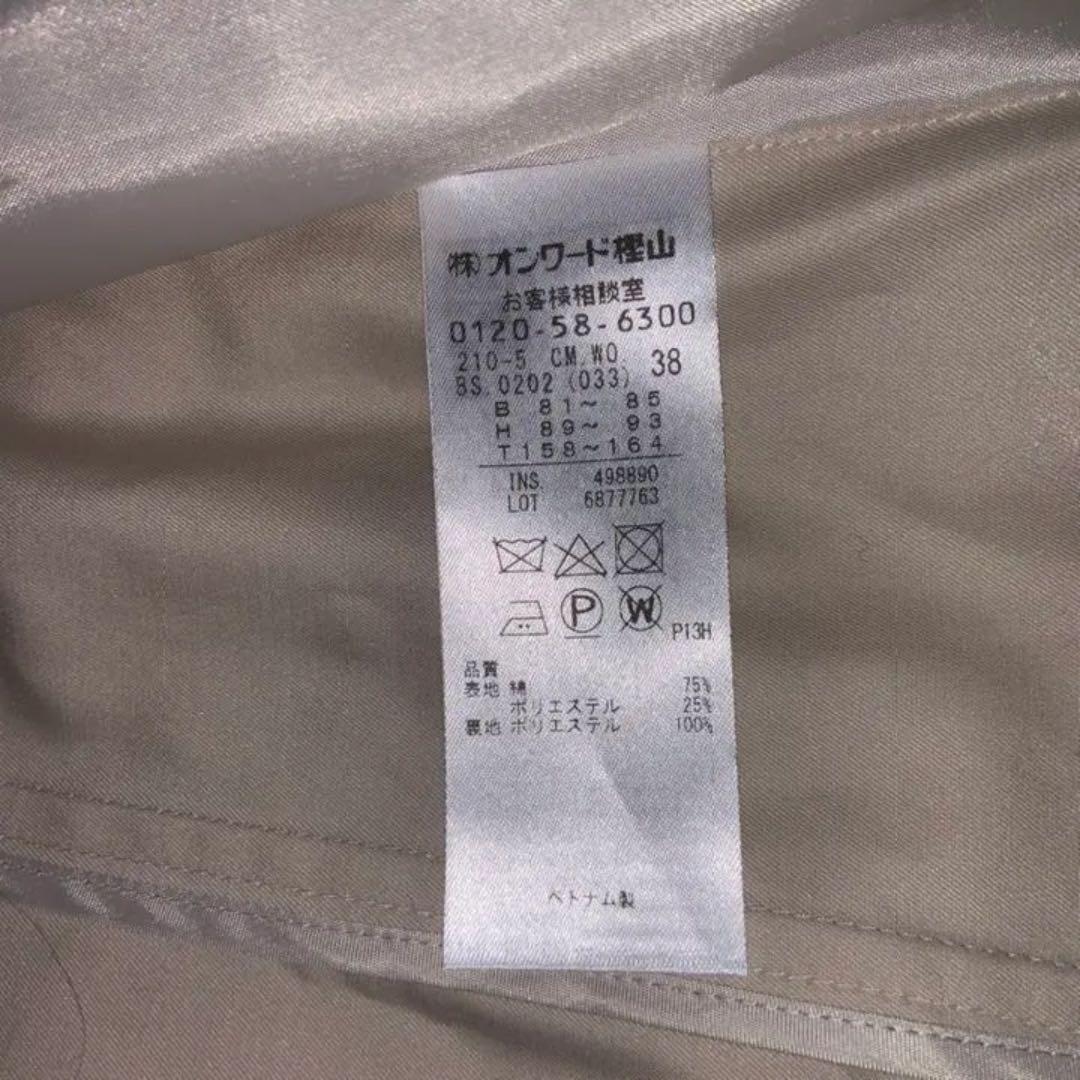 (株)オンワード樫山
お客様相談室
0120-58-6300
210-5 CM.WO. 38
BS.0202 (033)
B 81～ 85
H 89～ 93
T158～164
INS. 498890
LOT 6877763
P W P13H
品質
表地 綿 75%
ポリエステル 25%
裏地 ポリエステル 100%
ベトナム製